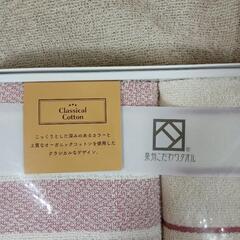 Classical
Cotton
こっくりとした深みのあるカラーと
上質なオーガニックコットンを使用した
クラシカルなデザイン。
泉州こだわりタオル